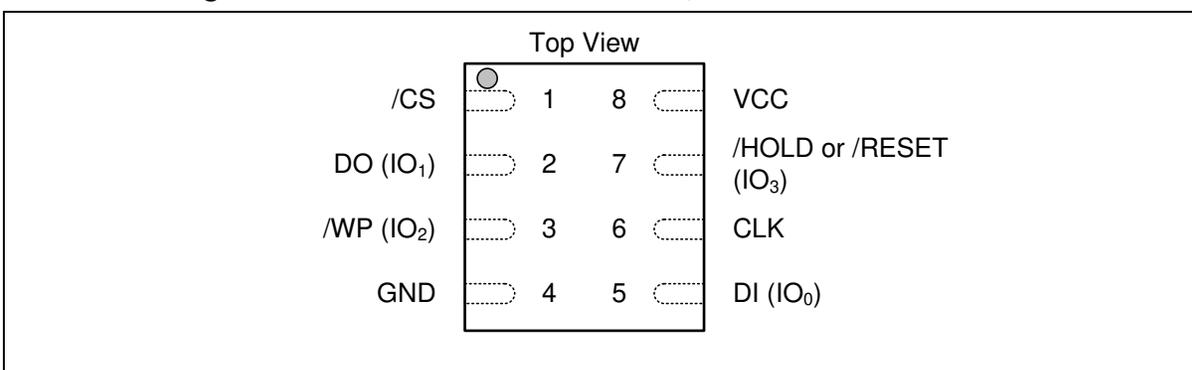 Top View
/CS 1 8 VCC
DO (IO₁) 2 7 /HOLD or /RESET
(IO₃)
/WP (IO₂) 3 6 CLK
GND 4 5 DI (IO₀)